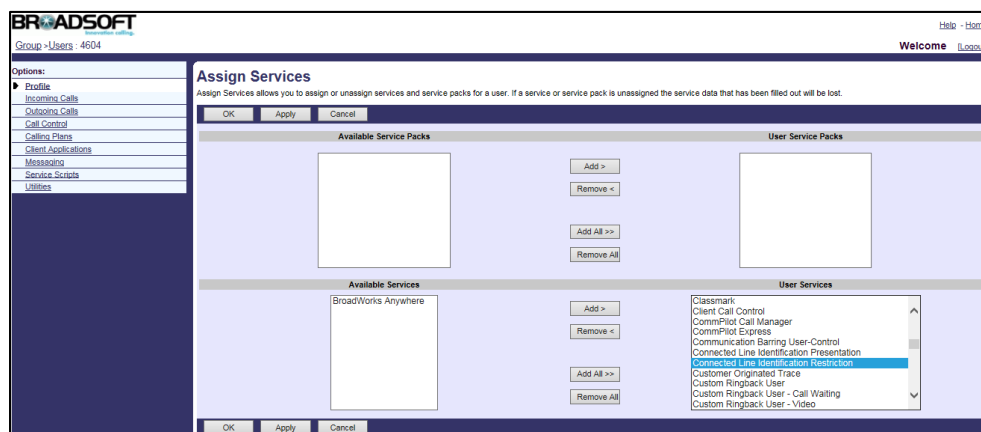 BROADSOFT
innovation calling.
Help - Hom
Group >Users : 4604
Welcome [Logou
Options:
Profile
Incoming Calls
Outgoing Calls
Call Control
Calling Plans
Client Applications
Messaging
Service Scripts
Utilities
Assign Services
Assign Services allows you to assign or unassign services and service packs for a user. If a service or service pack is unassigned the service data that has been filled out will be lost.
OK Apply Cancel
Available Service Packs User Service Packs
Add >
Remove <
Add All >>
Remove All
Available Services User Services
BroadWorks Anywhere
Add >
Remove <
Add All >>
Remove All
Classmark
Client Call Control
CommPilot Call Manager
CommPilot Express
Communication Barring User-Control
Connected Line Identification Presentation
Connected Line Identification Restriction
Customer Originated Trace
Custom Ringback User
Custom Ringback User - Call Waiting
Custom Ringback User - Video
OK Apply Cancel